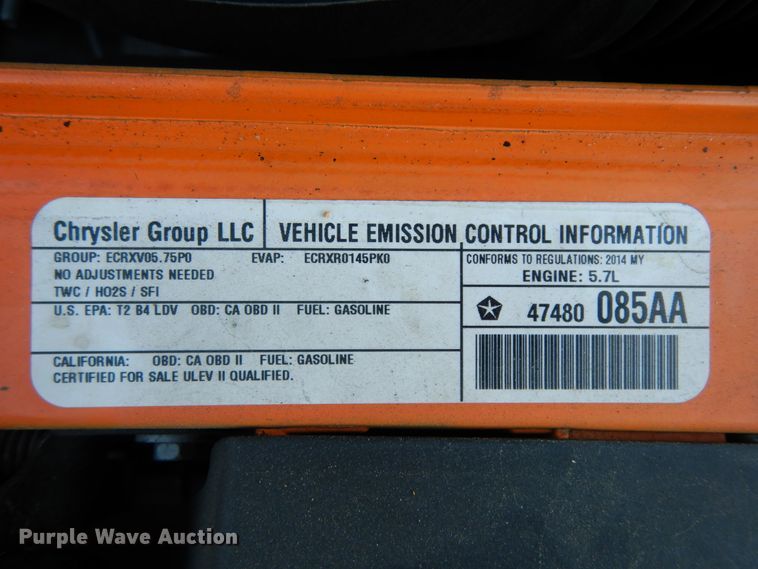 Chrysler Group LLC
VEHICLE EMISSION CONTROL INFORMATION
GROUP: ECRXV05.75P0 EVAP: ECRXR0145PK0
NO ADJUSTMENTS NEEDED
TWC / HO2S / SFI
CONFORMS TO REGULATIONS: 2014 MY
ENGINE: 5.7L
U.S. EPA: T2 B4 LDV OBD: CA OBD II FUEL: GASOLINE
47480 085AA
CALIFORNIA: OBD: CA OBD II FUEL: GASOLINE
CERTIFIED FOR SALE ULEV II QUALIFIED.
Purple Wave Auction